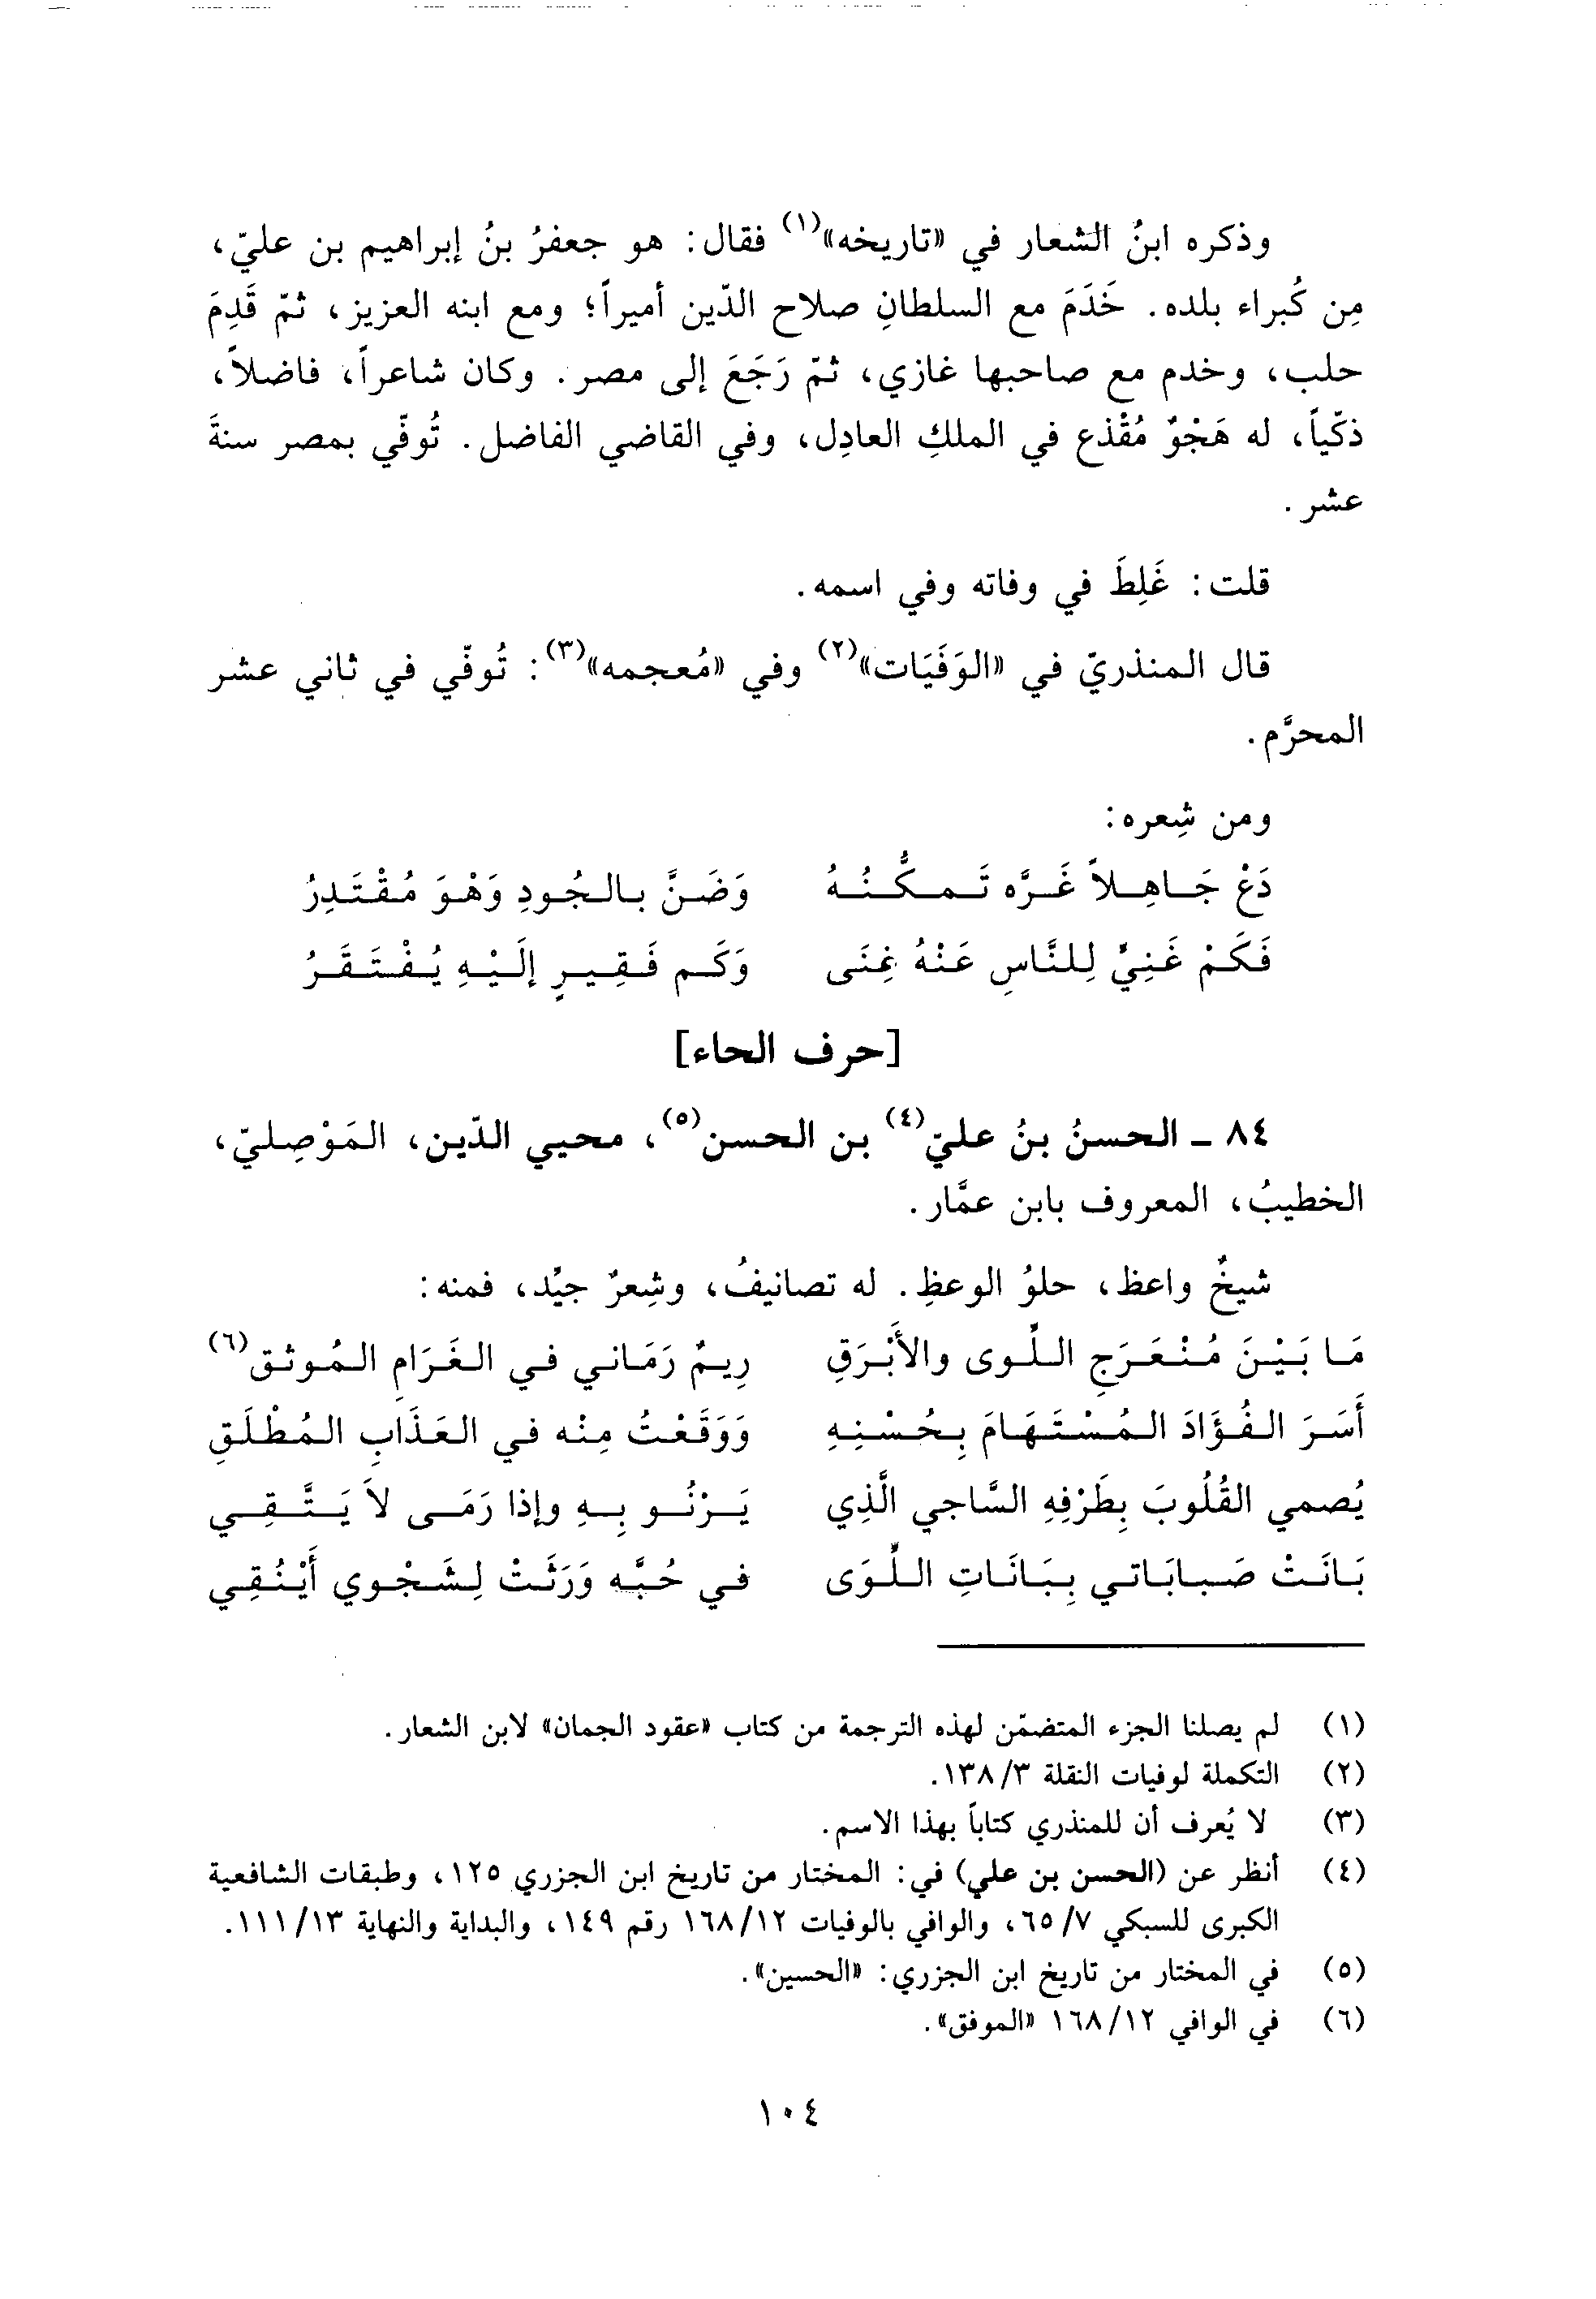 وذكره ابنُ الشعار في «تاريخه»(١) فقال: هو جعفرُ بنُ إبراهيم بن عليّ،
مِن كُبراء بلده. خَدَمَ مع السلطانِ صلاح الدّين أميراً؛ ومع ابنه العزيز، ثمّ قَدِمَ
حلب، وخدم مع صاحبها غازي، ثمّ رَجَعَ إلى مصر. وكان شاعراً، فاضلاً،
ذكّياً، له هَجْوٌ مُقْذع في الملكِ العادِل، وفي القاضي الفاضل. تُوفّي بمصر سنةَ
عشر.
قلت: غَلِطَ في وفاته وفي اسمه.
قال المنذريّ في «الوَفَيَات»(٢) وفي «مُعجمه»(٣): تُوفّي في ثاني عشر
المحرَّم.
ومن شِعره:
دَعْ جَاهِلاً غَرَّه تَمكُّنُهُ وَضَنَّ بالجُودِ وَهْوَ مُقْتَدِرُ
فَكَمْ غَنِيٍّ لِلنَّاسِ عَنْهُ غِنَى وَكَم فَقِيرٍ إلَيْهِ يُفْتَقَرُ
[حرف الحاء]
٨٤ - الحسنُ بنُ عليّ(٤) بن الحسن(٥)، محيي الدّين، المَوْصِليّ،
الخطيبُ، المعروف بابن عمَّار.
شيخٌ واعظ، حلوُ الوعظِ. له تصانيفُ، وشِعرٌ جيِّد، فمنه:
مَا بَيْنَ مُنْعَرَجِ اللِّوى والأَبْرَقِ رِيمٌ رَمَاني في الغَرَامِ المُوثق(٦)
أَسَرَ الفُؤَادَ المُسْتَهَامَ بِحُسْنِهِ وَوَقَعْتُ مِنْه في العَذَابِ المُطْلَقِ
يُصمي القُلُوبَ بِطَرْفِهِ السَّاجي الَّذِي يَرْنُو بِهِ وإذا رَمَى لاَ يَتَّقِي
بَانَتْ صَبابَاتي بِبَانَاتِ اللِّوَى في حُبَّه وَرَثَتْ لِشَجْوي أَيْنُقِي
(١) لم يصلنا الجزء المتضمّن لهذه الترجمة من كتاب «عقود الجمان» لابن الشعار.
(٢) التكملة لوفيات النقلة ١٣٨/٣.
(٣) لا يُعرف أن للمنذري كتاباً بهذا الاسم.
(٤) أنظر عن (الحسن بن علي) في: المختار من تاريخ ابن الجزري ١٢٥، وطبقات الشافعية
الكبرى للسبكي ٦٥/٧، والوافي بالوفيات ١٦٨/١٢ رقم ١٤٩، والبداية والنهاية ١١١/١٣.
(٥) في المختار من تاريخ ابن الجزري: «الحسين».
(٦) في الوافي ١٦٨/١٢ «الموفق».
١٠٤